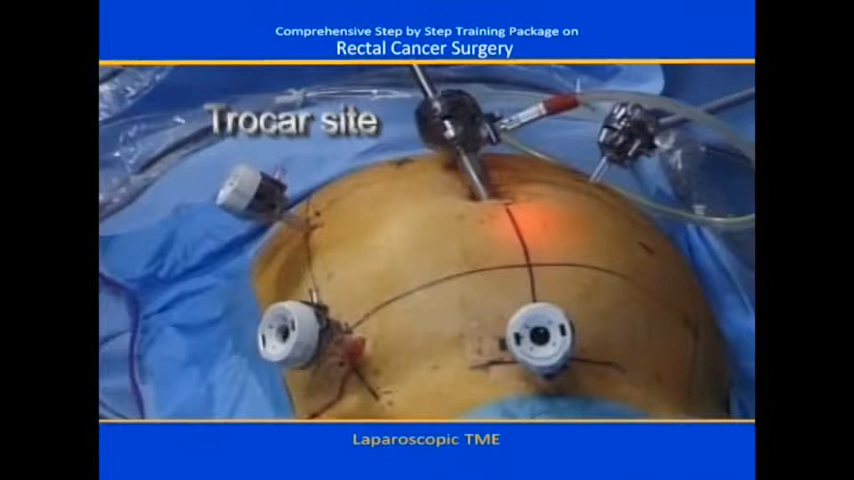 Comprehensive Step by Step Training Package on
Rectal Cancer Surgery
Trocar site
Laparoscopic TME